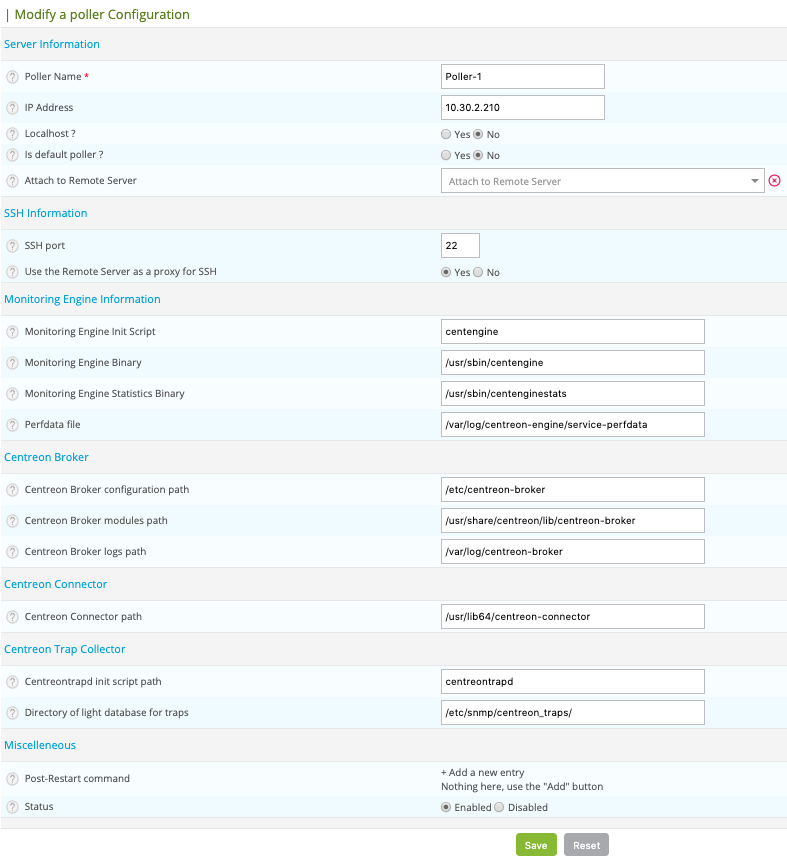 | Modify a poller Configuration
Server Information
? Poller Name * Poller-1
? IP Address 10.30.2.210
? Localhost ? Yes No
? Is default poller ? Yes No
? Attach to Remote Server Attach to Remote Server
SSH Information
? SSH port 22
? Use the Remote Server as a proxy for SSH Yes No
Monitoring Engine Information
? Monitoring Engine Init Script centengine
? Monitoring Engine Binary /usr/sbin/centengine
? Monitoring Engine Statistics Binary /usr/sbin/centenginestats
? Perfdata file /var/log/centreon-engine/service-perfdata
Centreon Broker
? Centreon Broker configuration path /etc/centreon-broker
? Centreon Broker modules path /usr/share/centreon/lib/centreon-broker
? Centreon Broker logs path /var/log/centreon-broker
Centreon Connector
? Centreon Connector path /usr/lib64/centreon-connector
Centreon Trap Collector
? Centreontrapd init script path centreontrapd
? Directory of light database for traps /etc/snmp/centreon_traps/
Miscelleneous
? Post-Restart command + Add a new entry
Nothing here, use the "Add" button
? Status Enabled Disabled
Save Reset